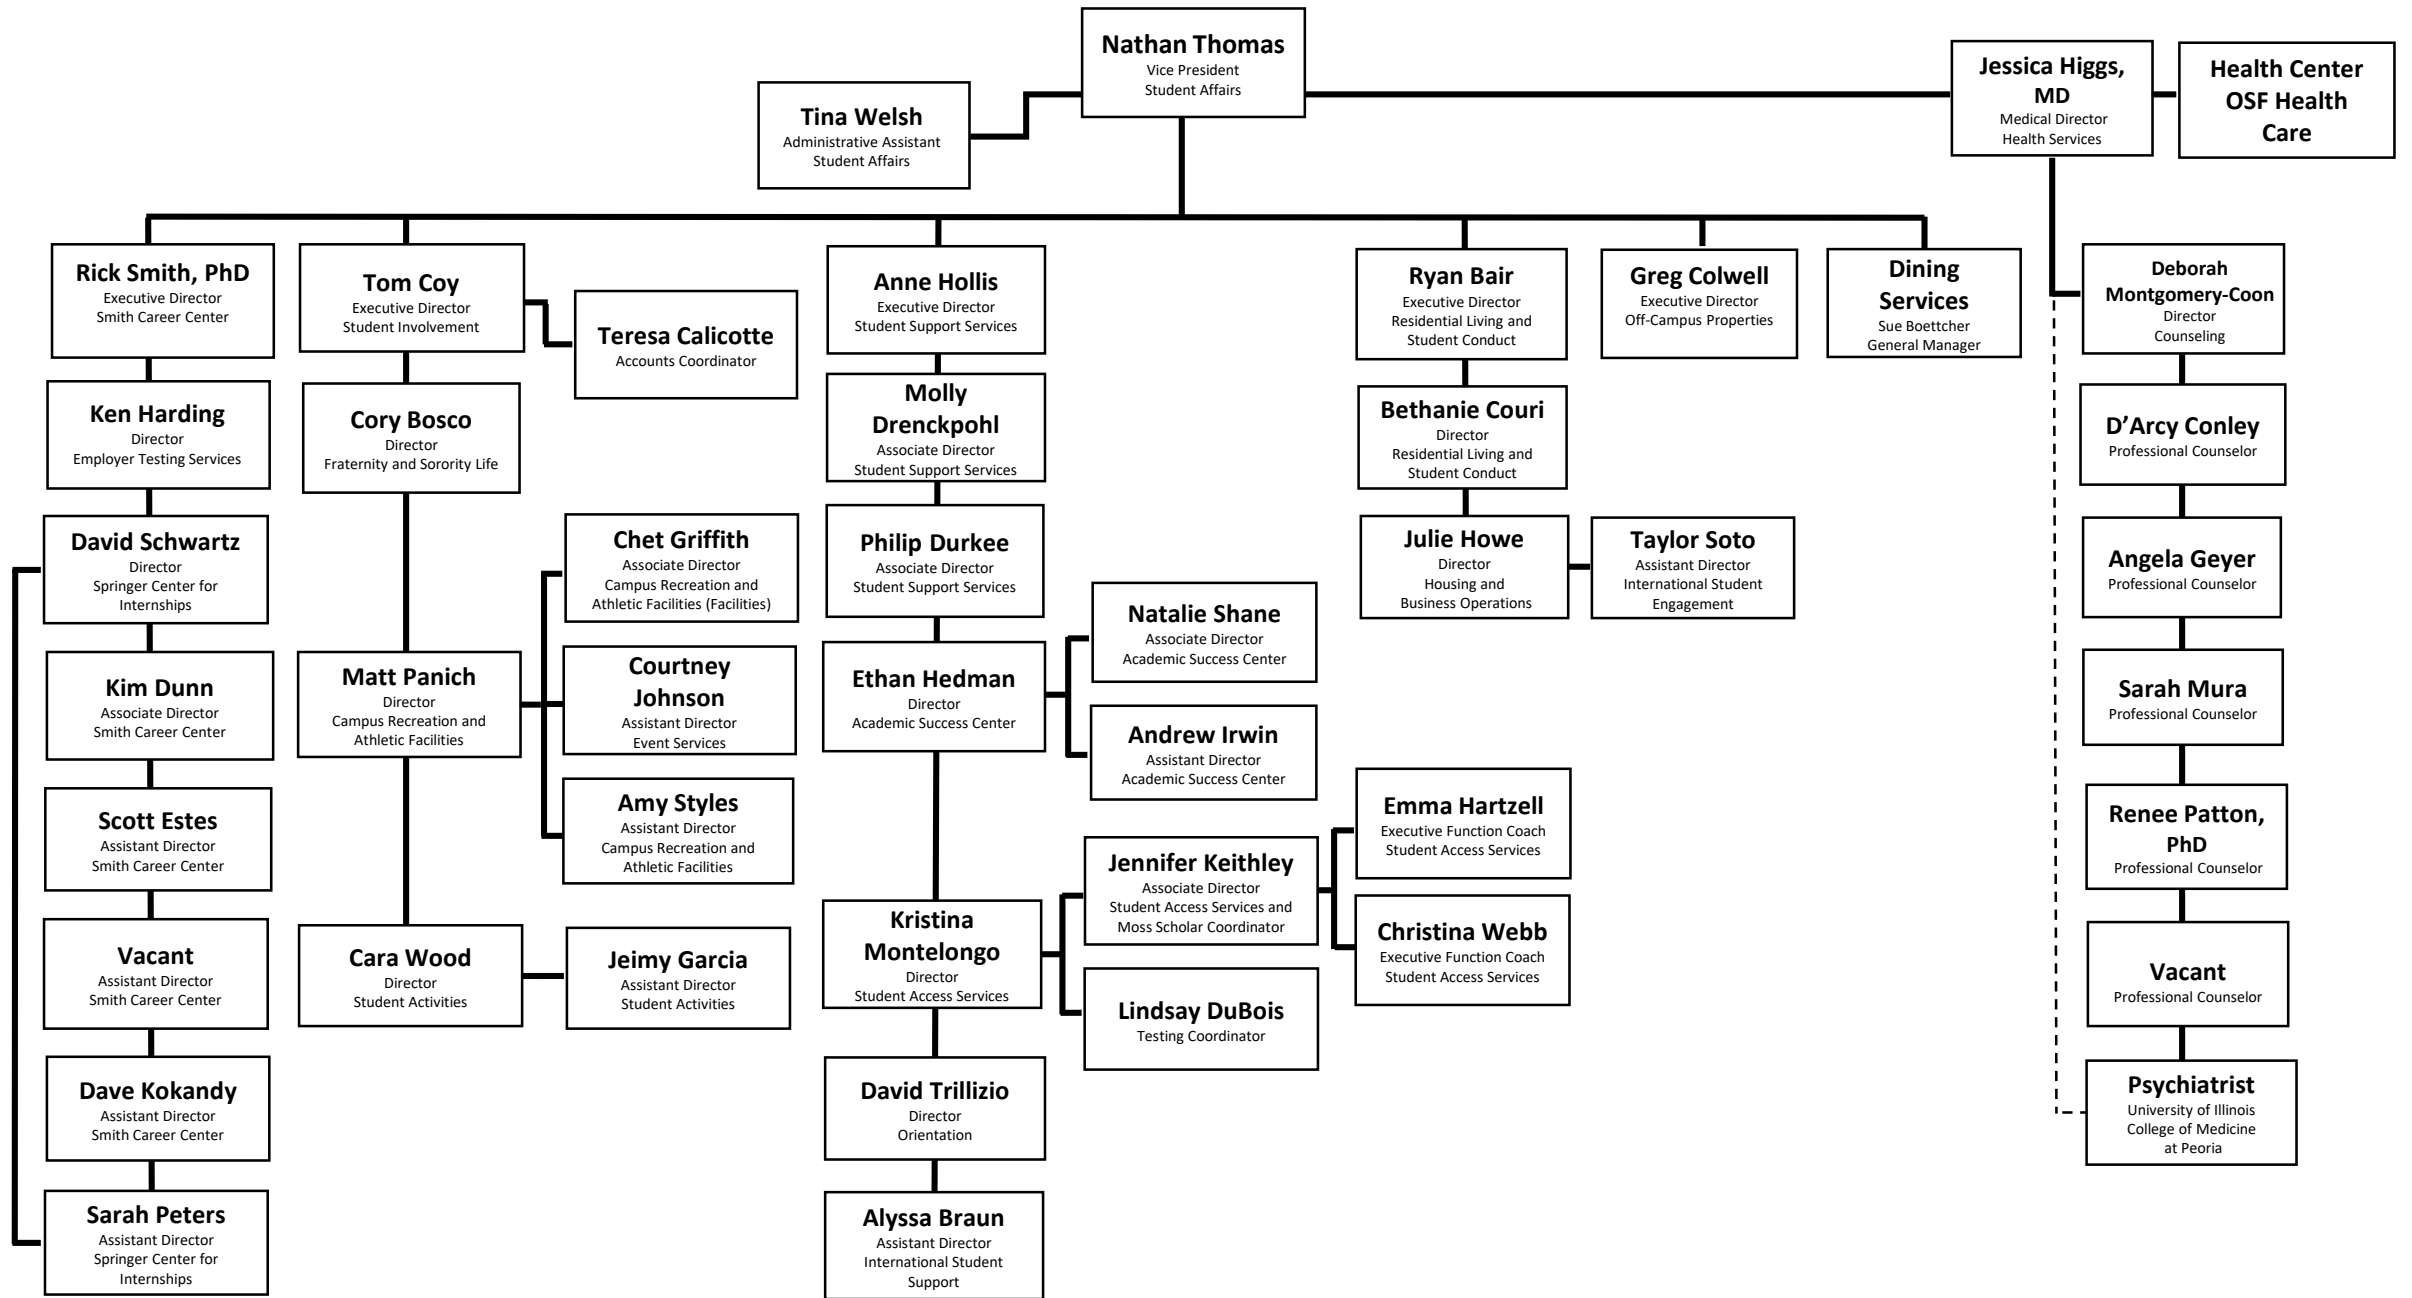 Nathan Thomas
Vice President
Student Affairs
Tina Welsh
Administrative Assistant
Student Affairs
Jessica Higgs,
MD
Medical Director
Health Services
Health Center
OSF Health
Care
Rick Smith, PhD
Executive Director
Smith Career Center
Ken Harding
Director
Employer Testing Services
David Schwartz
Director
Springer Center for
Internships
Kim Dunn
Associate Director
Smith Career Center
Scott Estes
Assistant Director
Smith Career Center
Vacant
Assistant Director
Smith Career Center
Dave Kokandy
Assistant Director
Smith Career Center
Sarah Peters
Assistant Director
Springer Center for
Internships
Tom Coy
Executive Director
Student Involvement
Teresa Calicotte
Accounts Coordinator
Cory Bosco
Director
Fraternity and Sorority Life
Matt Panich
Director
Campus Recreation and
Athletic Facilities
Chet Griffith
Associate Director
Campus Recreation and
Athletic Facilities (Facilities)
Courtney
Johnson
Assistant Director
Event Services
Amy Styles
Assistant Director
Campus Recreation and
Athletic Facilities
Cara Wood
Director
Student Activities
Jeimy Garcia
Assistant Director
Student Activities
Anne Hollis
Executive Director
Student Support Services
Molly
Drenckpohl
Associate Director
Student Support Services
Philip Durkee
Associate Director
Student Support Services
Ethan Hedman
Director
Academic Success Center
Natalie Shane
Associate Director
Academic Success Center
Andrew Irwin
Assistant Director
Academic Success Center
Kristina
Montelongo
Director
Student Access Services
Jennifer Keithley
Associate Director
Student Access Services and
Moss Scholar Coordinator
Emma Hartzell
Executive Function Coach
Student Access Services
Christina Webb
Executive Function Coach
Student Access Services
Lindsay DuBois
Testing Coordinator
David Trillizio
Director
Orientation
Alyssa Braun
Assistant Director
International Student
Support
Ryan Bair
Executive Director
Residential Living and
Student Conduct
Bethanie Couri
Director
Residential Living and
Student Conduct
Julie Howe
Director
Housing and
Business Operations
Taylor Soto
Assistant Director
International Student
Engagement
Greg Colwell
Executive Director
Off-Campus Properties
Dining
Services
Sue Boettcher
General Manager
Deborah
Montgomery-Coon
Director
Counseling
D’Arcy Conley
Professional Counselor
Angela Geyer
Professional Counselor
Sarah Mura
Professional Counselor
Renee Patton,
PhD
Professional Counselor
Vacant
Professional Counselor
Psychiatrist
University of Illinois
College of Medicine
at Peoria